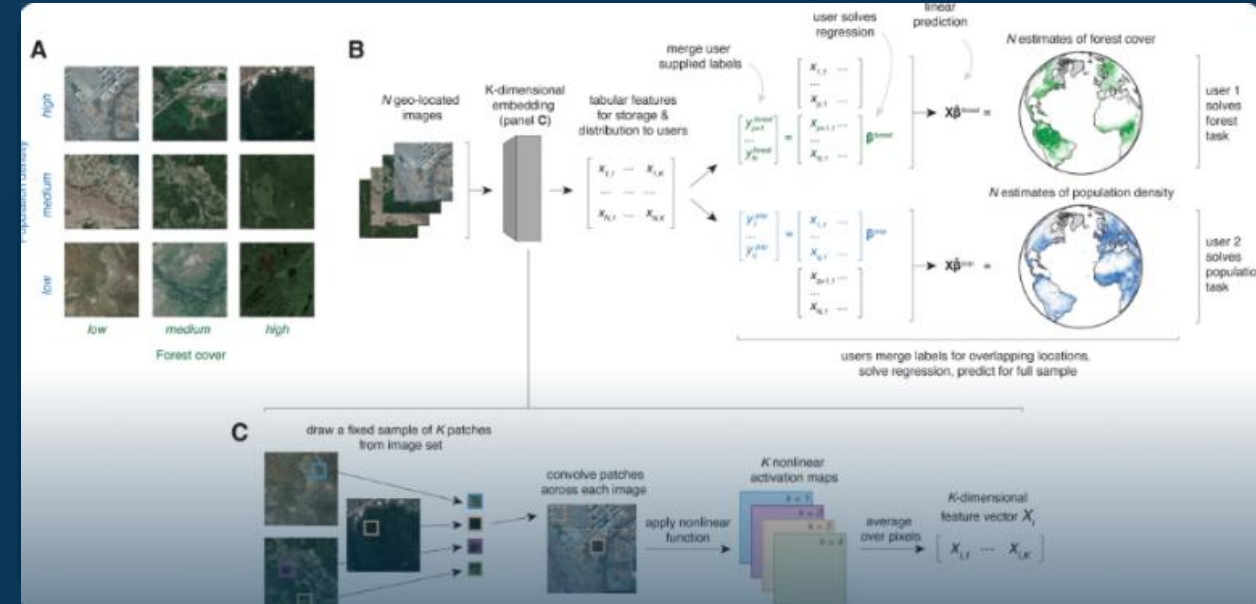 A
high
medium
low
Population density
low
medium
high
Forest cover
B
N geo-located
images
K-dimensional
embedding
(panel C)
tabular features
for storage &
distribution to users
merge user
supplied labels
user solves
regression
linear
prediction
N estimates of forest cover
user 1
solves
forest
task
N estimates of population density
user 2
solves
populatio
task
users merge labels for overlapping locations,
solve regression, predict for full sample
C
draw a fixed sample of K patches
from image set
convolve patches
across each image
apply nonlinear
function
K nonlinear
activation maps
average
over pixels
K-dimensional
feature vector Xᵢ